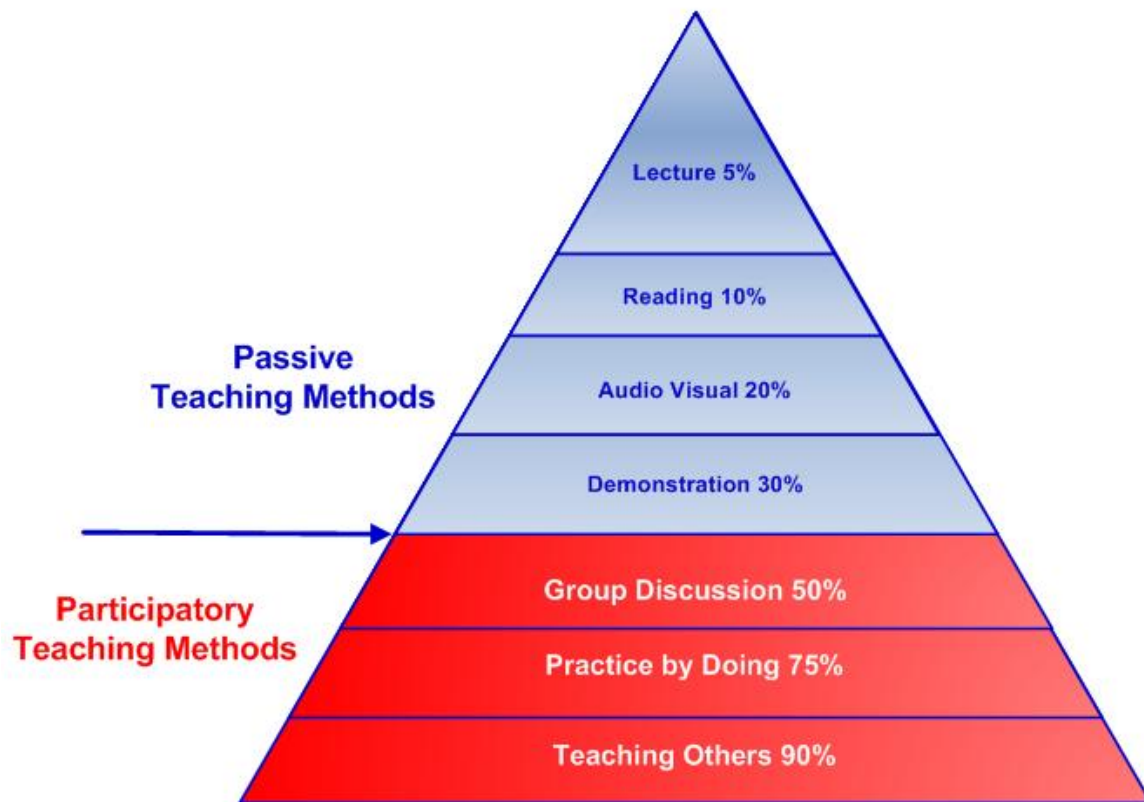 Lecture 5%
Reading 10%
Passive
Teaching Methods
Audio Visual 20%
Demonstration 30%
Group Discussion 50%
Participatory
Teaching Methods
Practice by Doing 75%
Teaching Others 90%